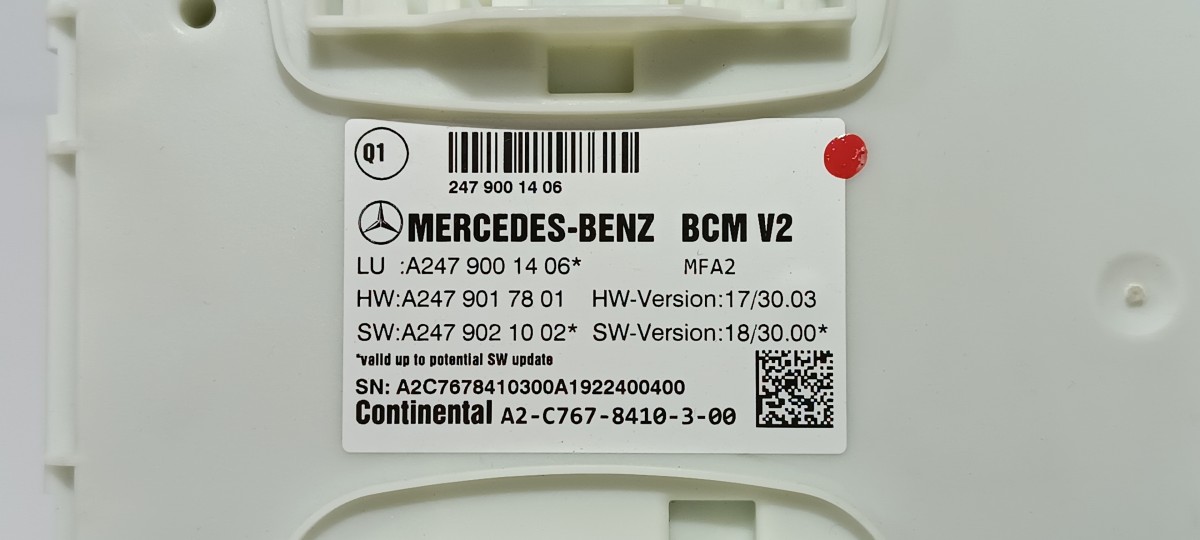 Q1
247 900 14 06
MERCEDES-BENZ BCM V2
LU :A247 900 14 06* MFA2
HW:A247 901 78 01 HW-Version:17/30.03
SW:A247 902 10 02* SW-Version:18/30.00*
*valid up to potential SW update
SN: A2C7678410300A1922400400
Continental A2-C767-8410-3-00